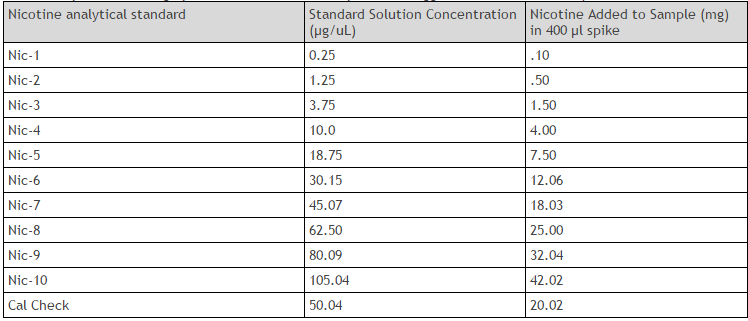 Nicotine analytical standard Standard Solution Concentration Nicotine Added to Sample (mg)
(µg/uL) in 400 µl spike
Nic-1 0.25 .10
Nic-2 1.25 .50
Nic-3 3.75 1.50
Nic-4 10.0 4.00
Nic-5 18.75 7.50
Nic-6 30.15 12.06
Nic-7 45.07 18.03
Nic-8 62.50 25.00
Nic-9 80.09 32.04
Nic-10 105.04 42.02
Cal Check 50.04 20.02